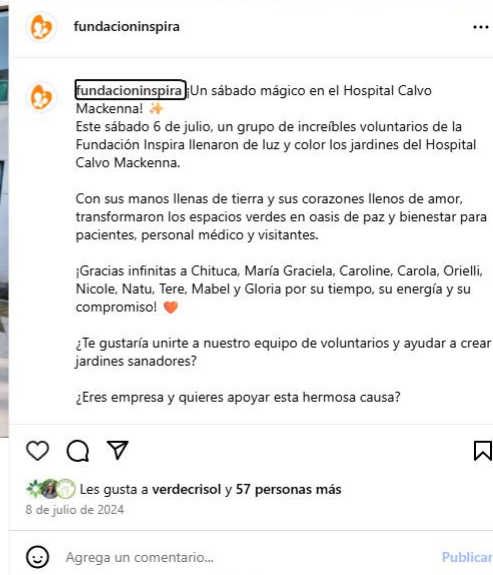 fundacioninspira
fundacioninspira ¡Un sábado mágico en el Hospital Calvo
Mackenna! ✨
Este sábado 6 de julio, un grupo de increíbles voluntarios de la
Fundación Inspira llenaron de luz y color los jardines del Hospital
Calvo Mackenna.
Con sus manos llenas de tierra y sus corazones llenos de amor,
transformaron los espacios verdes en oasis de paz y bienestar para
pacientes, personal médico y visitantes.
¡Gracias infinitas a Chituca, María Graciela, Caroline, Carola, Orielli,
Nicole, Natu, Tere, Mabel y Gloria por su tiempo, su energía y su
compromiso! ❤️
¿Te gustaría unirte a nuestro equipo de voluntarios y ayudar a crear
jardines sanadores?
¿Eres empresa y quieres apoyar esta hermosa causa?
Les gusta a verdecrisol y 57 personas más
8 de julio de 2024
Agrega un comentario... Publicar